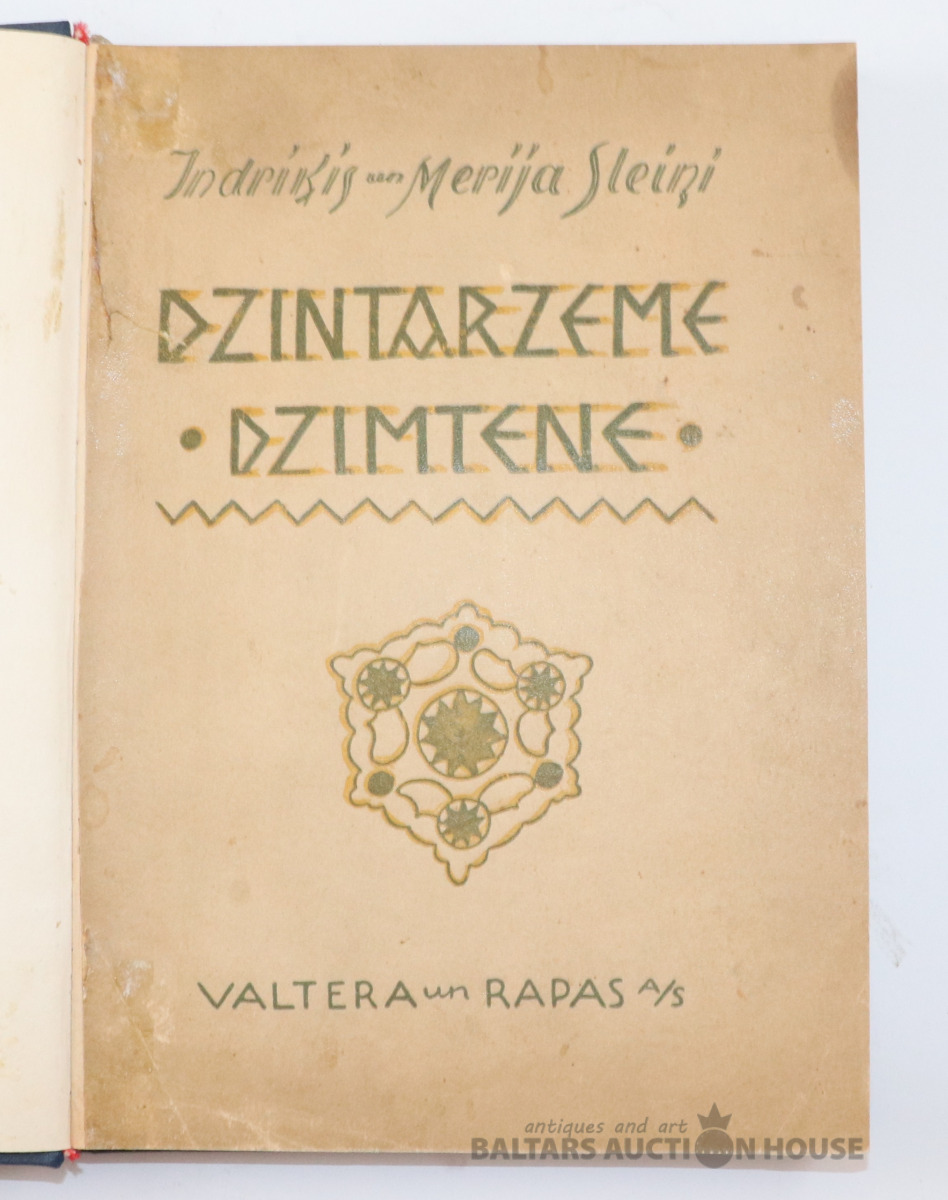 Indriķis un Merija Sleiņi
DZINTARZEME
• DZIMTENE •
VALTERA un RAPAS A/S
antiques and art
BALTARS AUCTION HOUSE